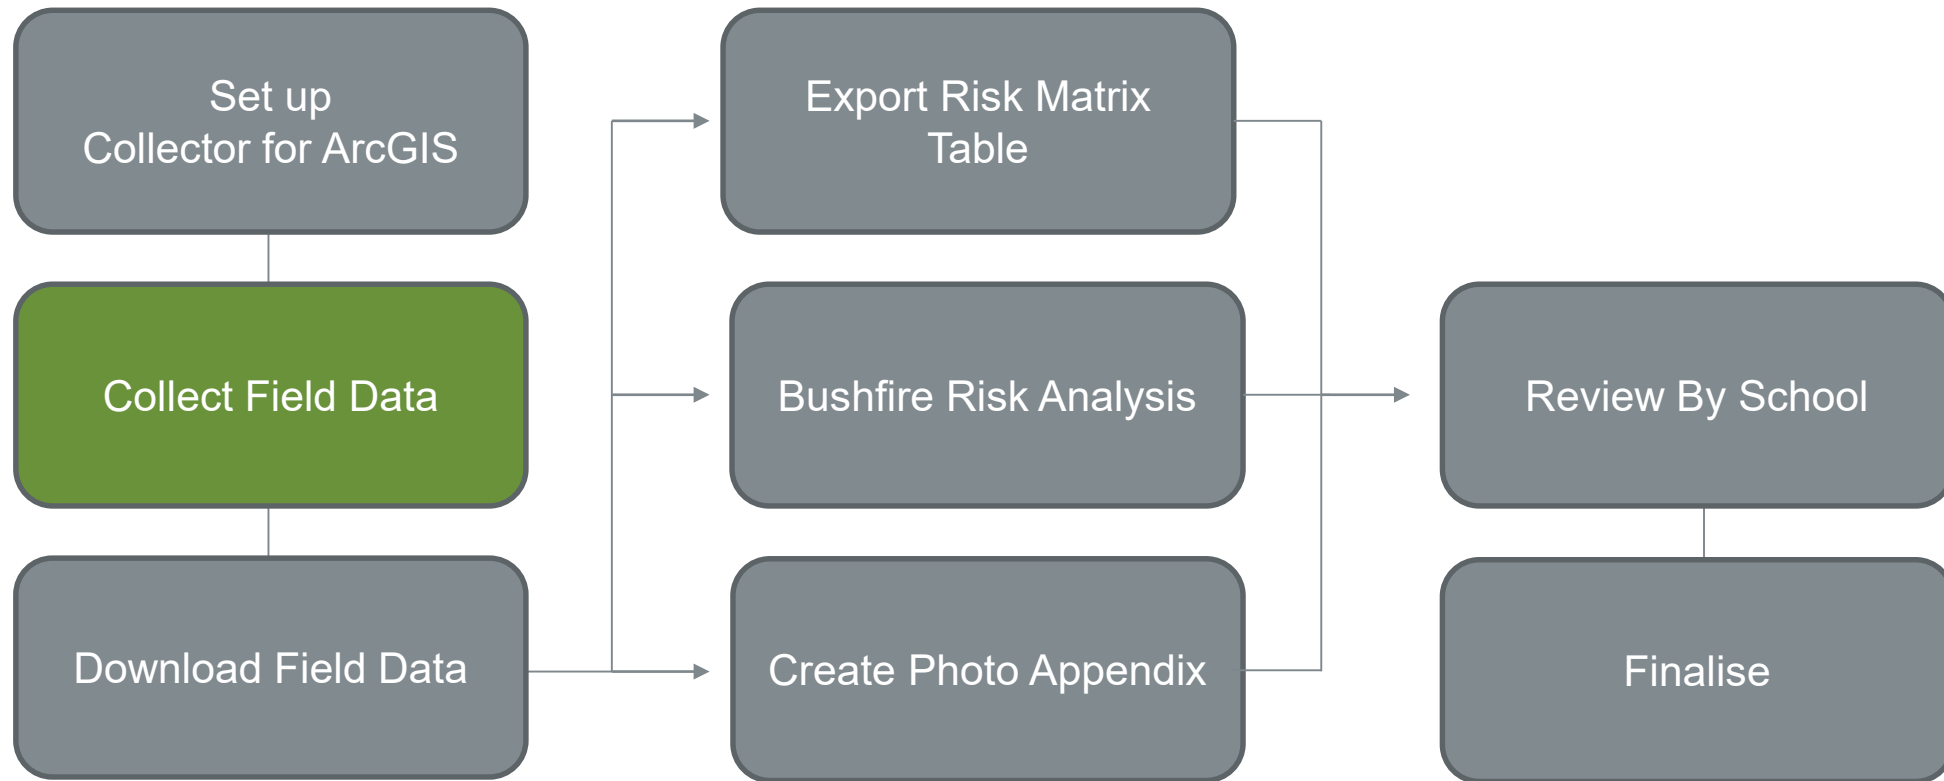 Set up
Collector for ArcGIS
Collect Field Data
Download Field Data
Export Risk Matrix
Table
Bushfire Risk Analysis
Create Photo Appendix
Review By School
Finalise